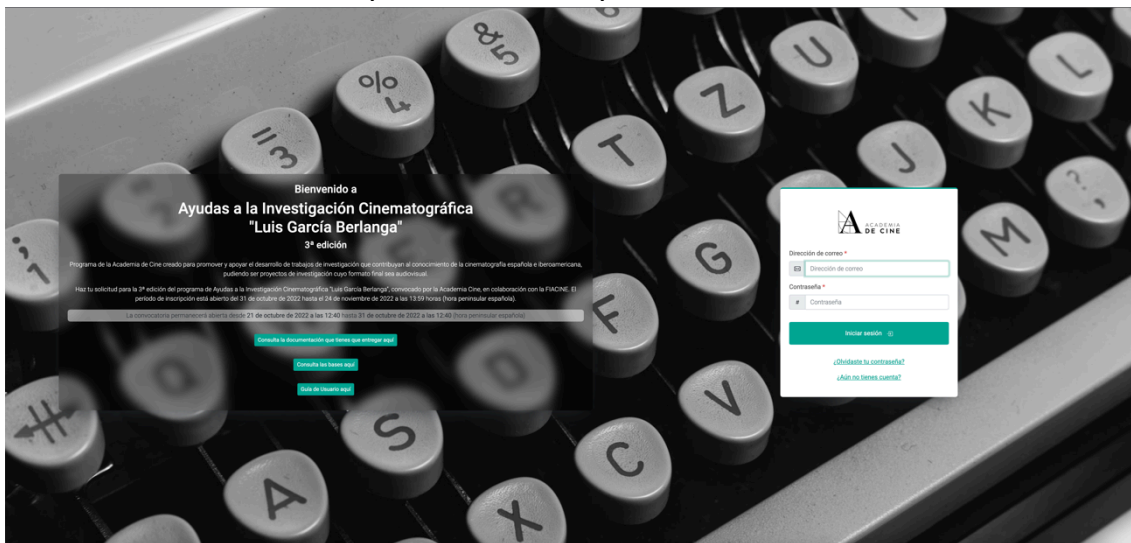 Bienvenido a
Ayudas a la Investigación Cinematográfica
"Luis García Berlanga"
3ª edición
Programa de la Academia de Cine creado para promover y apoyar el desarrollo de trabajos de investigación que contribuyan al conocimiento de la cinematografía española e iberoamericana,
pudiendo ser proyectos de investigación cuyo formato final sea audiovisual.
Haz tu solicitud para la 3ª edición del programa de Ayudas a la Investigación Cinematográfica "Luis García Berlanga", convocado por la Academia Cine, en colaboración con la FIACINE. El
período de inscripción está abierto del 31 de octubre de 2022 hasta el 24 de noviembre de 2022 a las 13:59 horas (hora peninsular española).
La convocatoria permanecerá abierta desde 21 de octubre de 2022 a las 12:40 hasta 31 de octubre de 2022 a las 12:40 (hora peninsular española)
Consulta la documentación que tienes que entregar aquí
Consulta las bases aquí
Guía de Usuario aquí
ACADEMIA
DE CINE
Dirección de correo *
Dirección de correo
Contraseña *
# Contraseña
Iniciar sesión
¿Olvidaste tu contraseña?
¿Aún no tienes cuenta?
& 5
% 4
= 3
; 1
T Z U
J K L
? ,
R
F G
M
D
S
C V
A
X